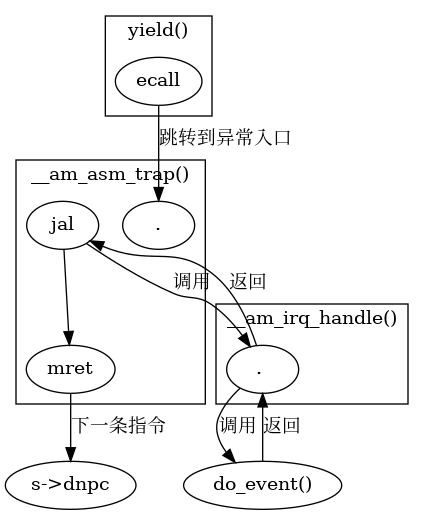 yield()
ecall
跳转到异常入口
__am_asm_trap()
jal
.
调用
返回
__am_irq_handle()
mret
.
下一条指令
调用
返回
s->dnpc
do_event()